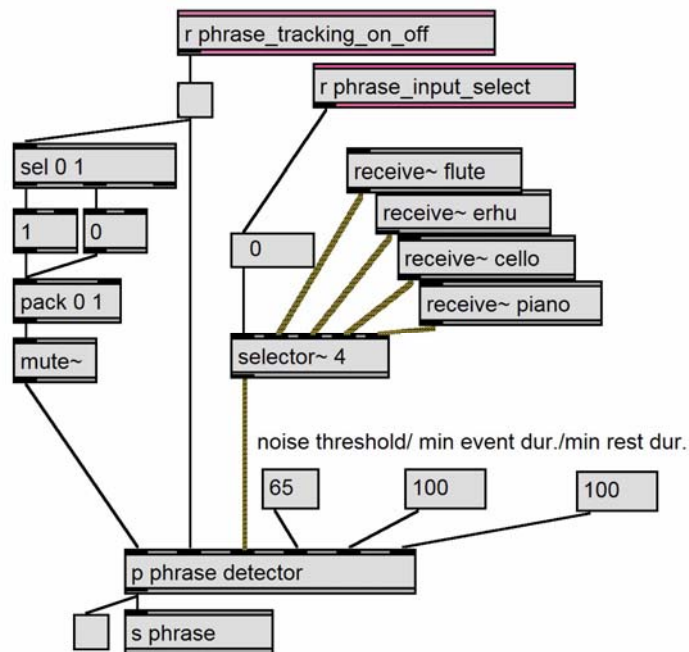 r phrase_tracking_on_off
r phrase_input_select
sel 0 1
receive~ flute
receive~ erhu
1
0
0
receive~ cello
pack 0 1
receive~ piano
mute~
selector~ 4
noise threshold/ min event dur./min rest dur.
65
100
100
p phrase detector
s phrase